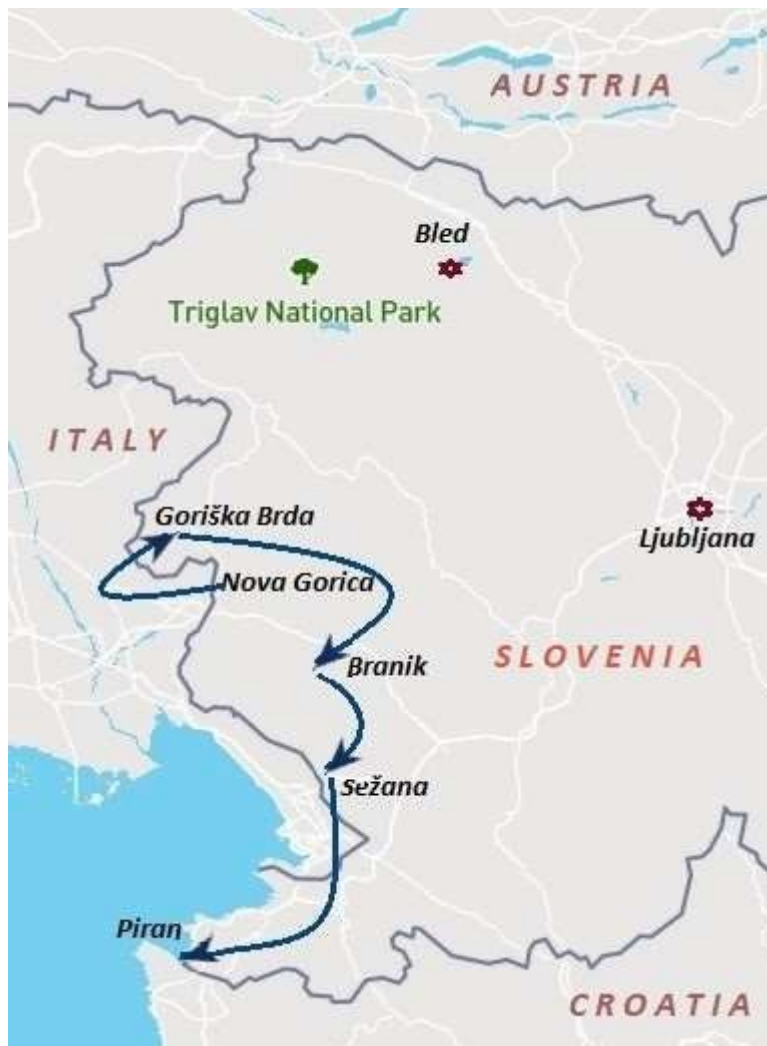 AUSTRIA
Bled
Triglav National Park
ITALY
Goriška Brda
Ljubljana
Nova Gorica
SLOVENIA
Branik
Sežana
Piran
CROATIA